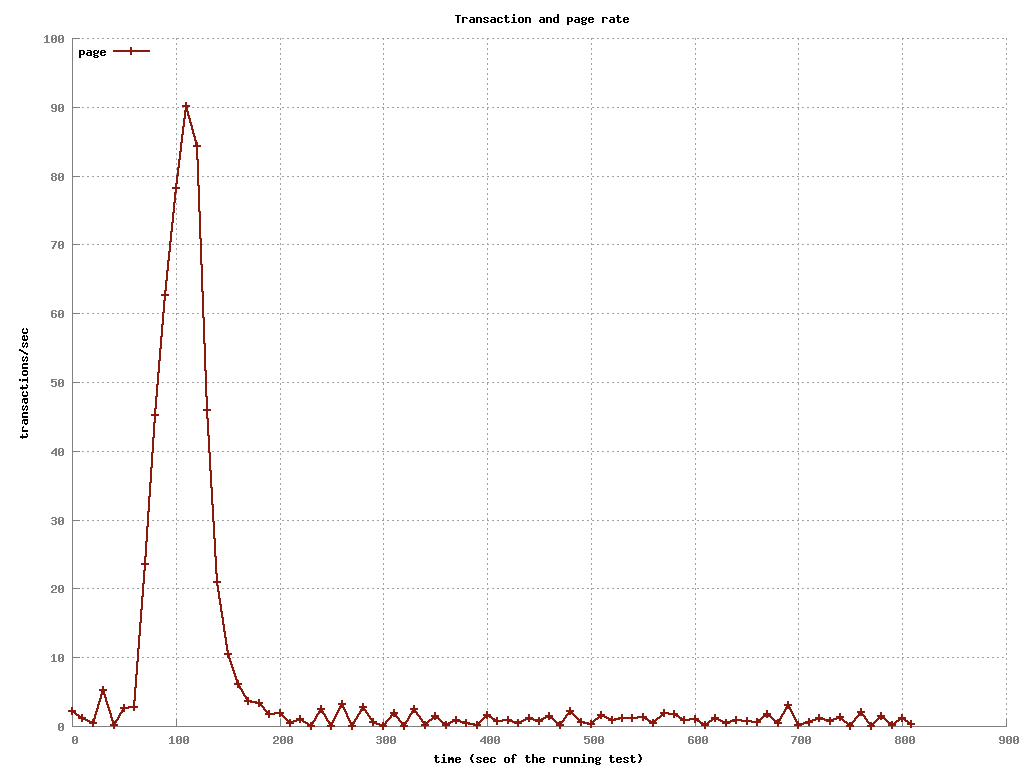 Transaction and page rate
100
page
90
80
70
60
50
40
30
20
10
0
transactions/sec
0 100 200 300 400 500 600 700 800 900
time (sec of the running test)